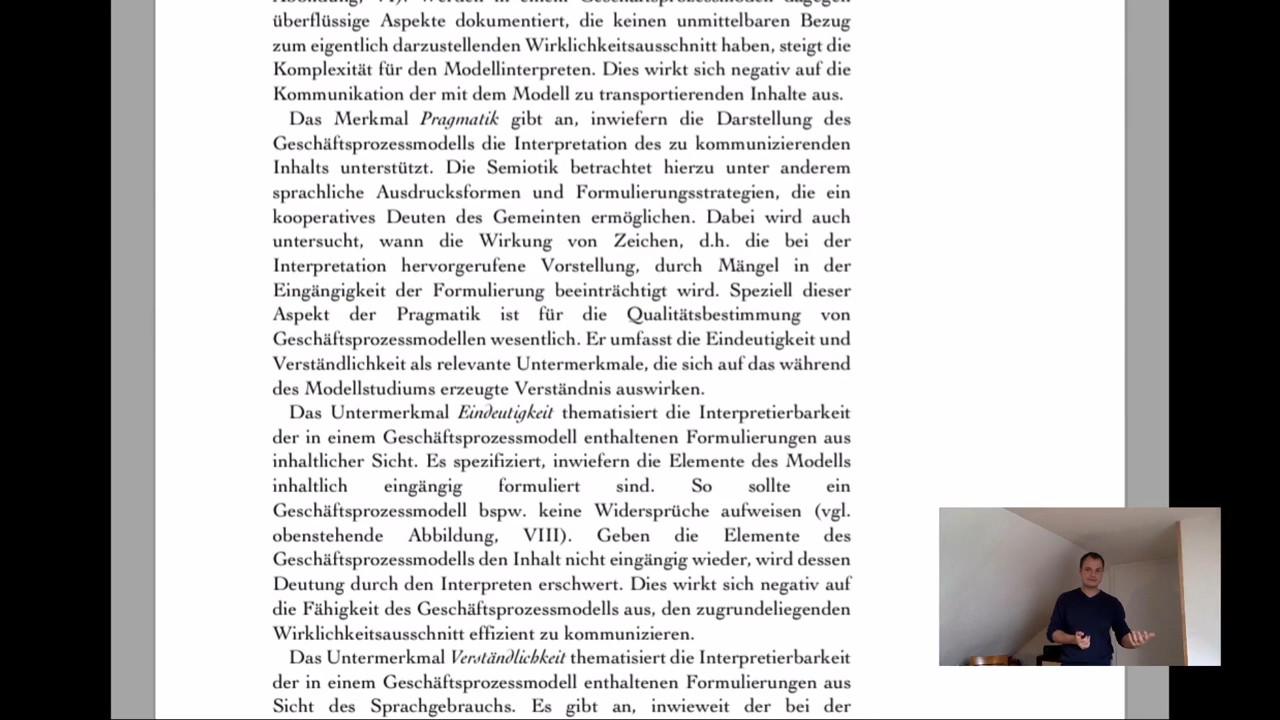 überflüssige Aspekte dokumentiert, die keinen unmittelbaren Bezug
zum eigentlich darzustellenden Wirklichkeitsausschnitt haben, steigt die
Komplexität für den Modellinterpreten. Dies wirkt sich negativ auf die
Kommunikation der mit dem Modell zu transportierenden Inhalte aus.
Das Merkmal Pragmatik gibt an, inwiefern die Darstellung des
Geschäftsprozessmodells die Interpretation des zu kommunizierenden
Inhalts unterstützt. Die Semiotik betrachtet hierzu unter anderem
sprachliche Ausdrucksformen und Formulierungsstrategien, die ein
kooperatives Deuten des Gemeinten ermöglichen. Dabei wird auch
untersucht, wann die Wirkung von Zeichen, d.h. die bei der
Interpretation hervorgerufene Vorstellung, durch Mängel in der
Eingängigkeit der Formulierung beeinträchtigt wird. Speziell dieser
Aspekt der Pragmatik ist für die Qualitätsbestimmung von
Geschäftsprozessmodellen wesentlich. Er umfasst die Eindeutigkeit und
Verständlichkeit als relevante Untermerkmale, die sich auf das während
des Modellstudiums erzeugte Verständnis auswirken.
Das Untermerkmal Eindeutigkeit thematisiert die Interpretierbarkeit
der in einem Geschäftsprozessmodell enthaltenen Formulierungen aus
inhaltlicher Sicht. Es spezifiziert, inwiefern die Elemente des Modells
inhaltlich eingängig formuliert sind. So sollte ein
Geschäftsprozessmodell bspw. keine Widersprüche aufweisen (vgl.
obenstehende Abbildung, VIII). Geben die Elemente des
Geschäftsprozessmodells den Inhalt nicht eingängig wieder, wird dessen
Deutung durch den Interpreten erschwert. Dies wirkt sich negativ auf
die Fähigkeit des Geschäftsprozessmodells aus, den zugrundeliegenden
Wirklichkeitsausschnitt effizient zu kommunizieren.
Das Untermerkmal Verständlichkeit thematisiert die Interpretierbarkeit
der in einem Geschäftsprozessmodell enthaltenen Formulierungen aus
Sicht des Sprachgebrauchs. Es gibt an, inwieweit der bei der